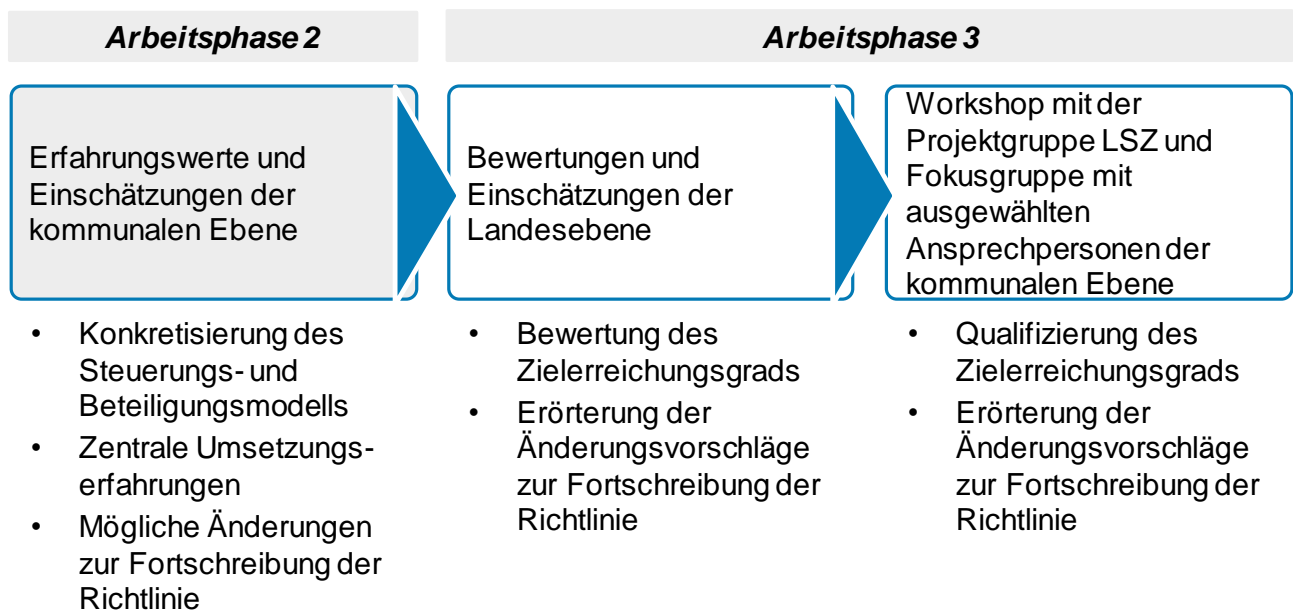 Arbeitsphase 2
Arbeitsphase 3
Erfahrungswerte und
Einschätzungen der
kommunalen Ebene
Bewertungen und
Einschätzungen der
Landesebene
Workshop mit der
Projektgruppe LSZ und
Fokusgruppe mit
ausgewählten
Ansprechpersonen der
kommunalen Ebene
• Konkretisierung des
Steuerungs- und
Beteiligungsmodells
• Zentrale Umsetzungs-
erfahrungen
• Mögliche Änderungen
zur Fortschreibung der
Richtlinie
• Bewertung des
Zielerreichungsgrads
• Erörterung der
Änderungsvorschläge
zur Fortschreibung der
Richtlinie
• Qualifizierung des
Zielerreichungsgrads
• Erörterung der
Änderungsvorschläge
zur Fortschreibung der
Richtlinie